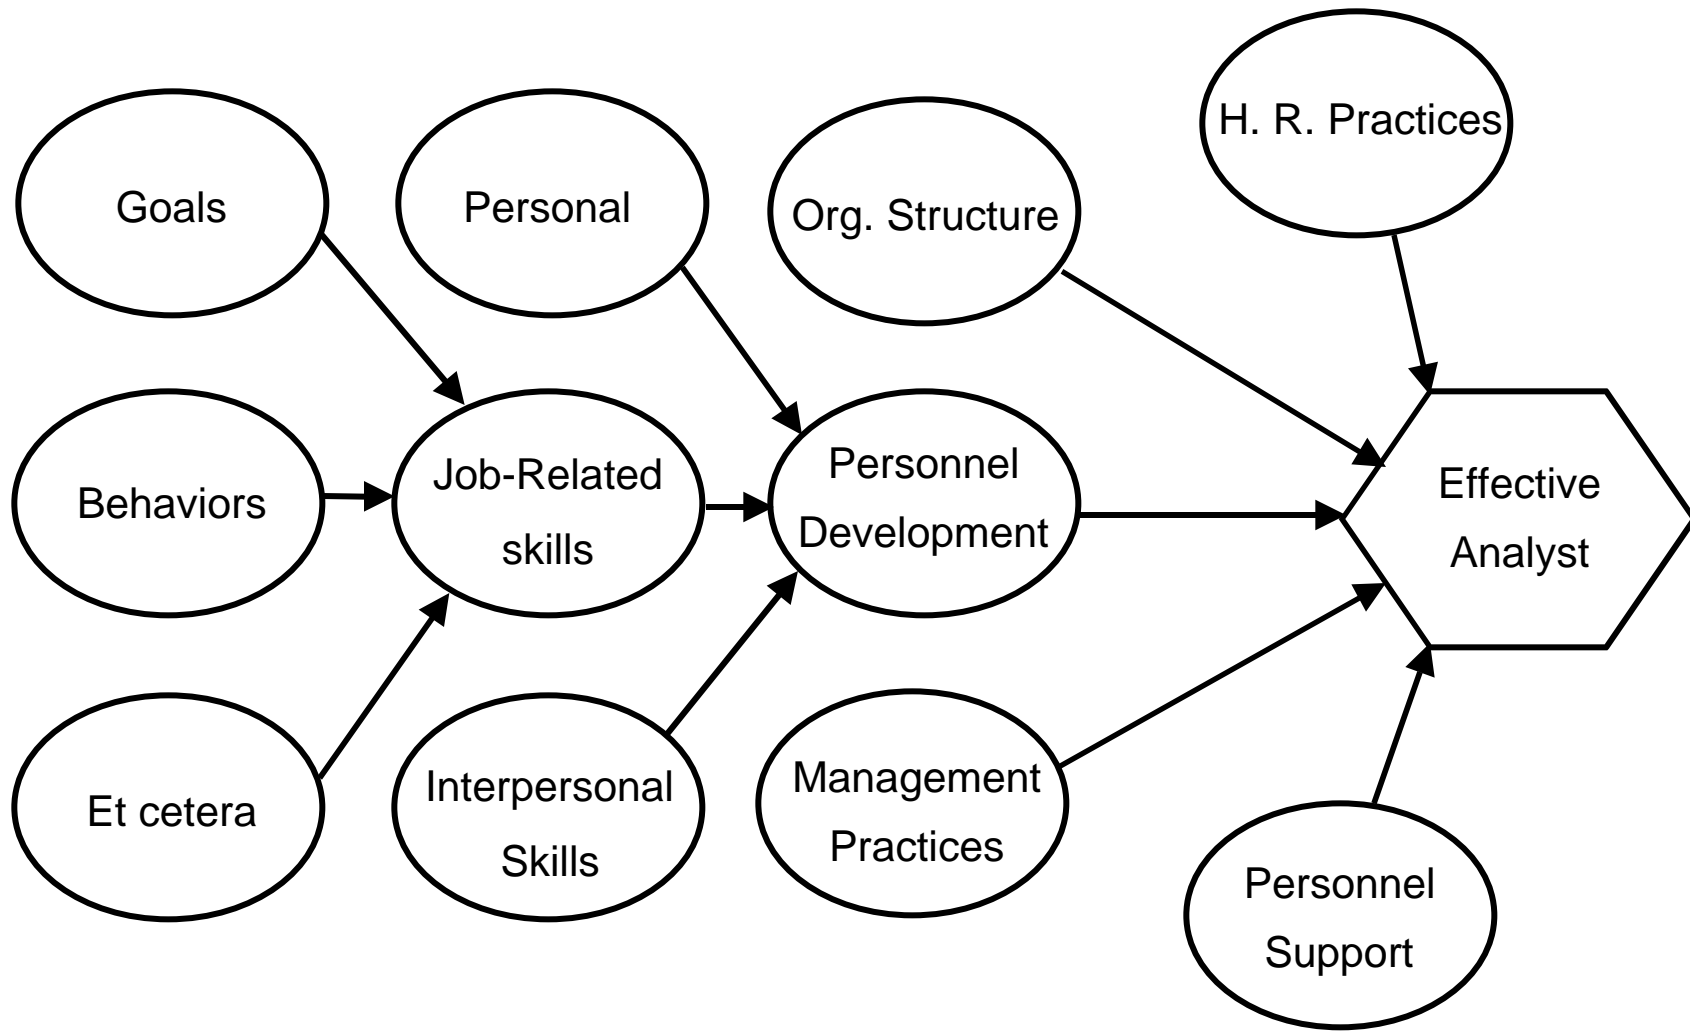 H. R. Practices
Goals
Personal
Org. Structure
Behaviors
Job-Related
skills
Personnel
Development
Effective
Analyst
Et cetera
Interpersonal
Skills
Management
Practices
Personnel
Support